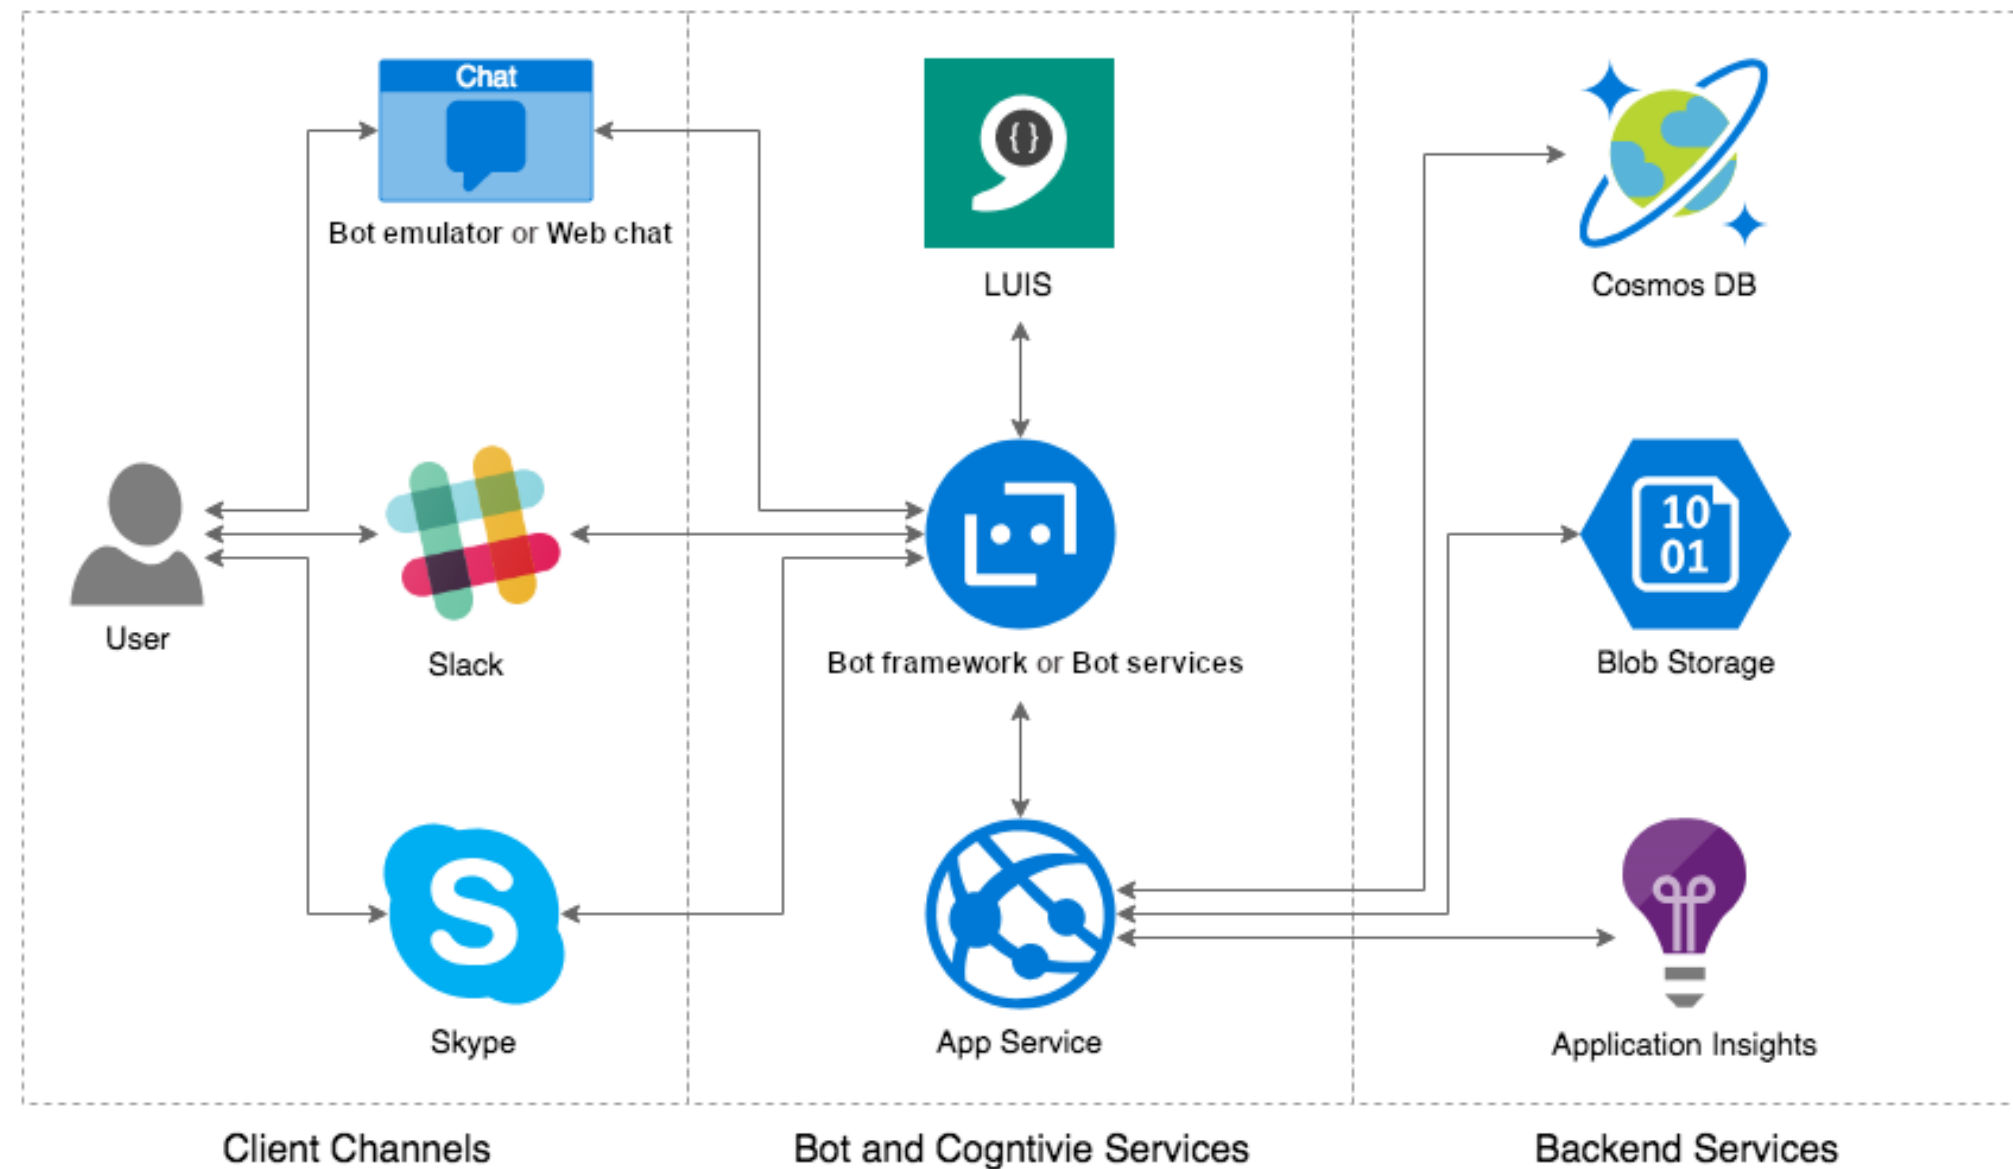 Chat
Bot emulator or Web chat
{ }
LUIS
Cosmos DB
User
Slack
Bot framework or Bot services
10
01
Blob Storage
S
Skype
App Service
Application Insights
Client Channels
Bot and Cogntivie Services
Backend Services